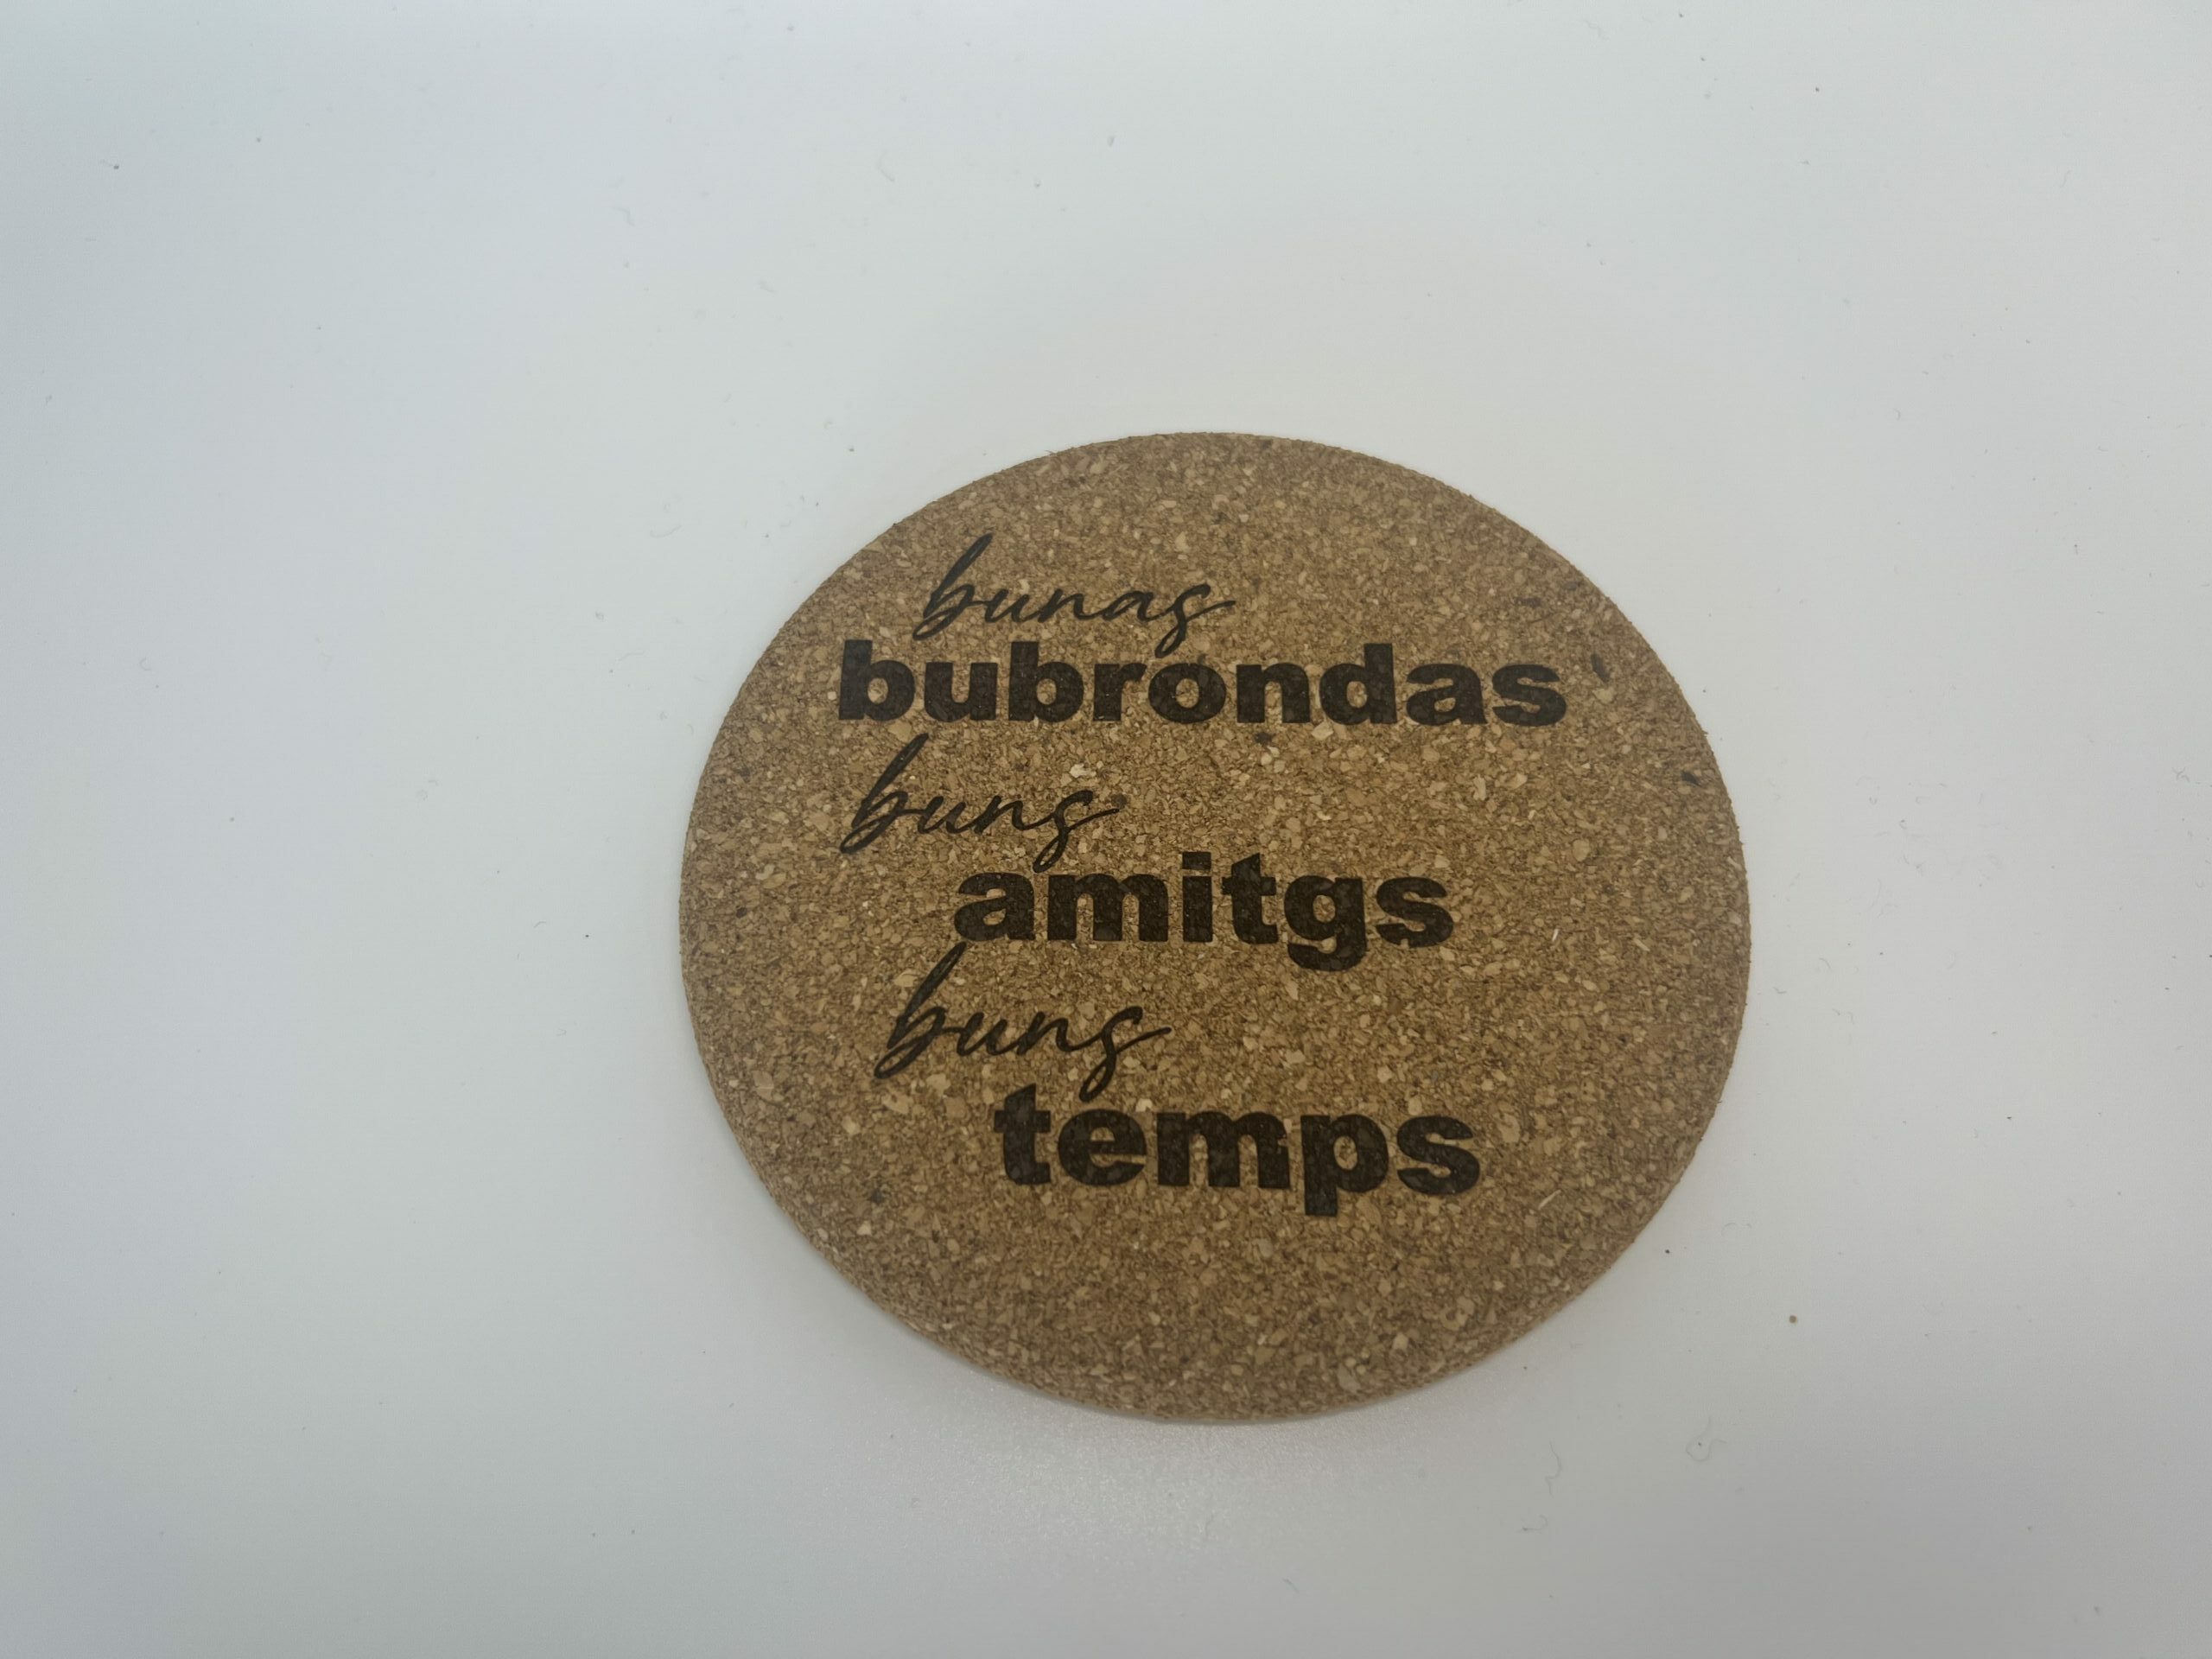 bunas
bubrondas
buns
amitgs
buns
temps